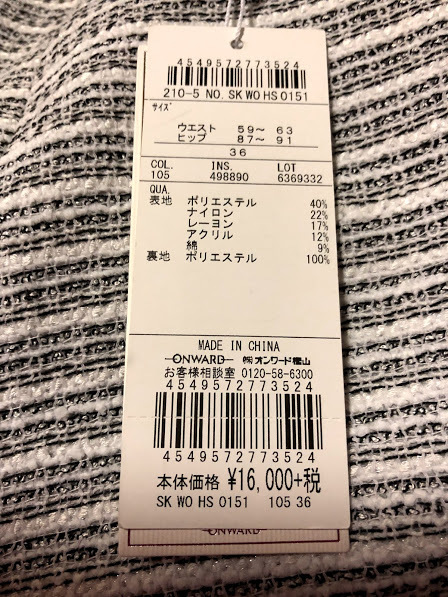 4549572773524
210-5 NO. SK WO HS 0151
サイズ
ウエスト 59～ 63
ヒップ 87～ 91
36
COL. INS. LOT
105 498890 6369332
QUA.
表地 ポリエステル 40%
ナイロン 22%
レーヨン 17%
アクリル 12%
綿 9%
裏地 ポリエステル 100%
MADE IN CHINA
ONWARD ㈱オンワード樫山
お客様相談室 0120-58-6300
4549572773524
4549572773524
本体価格 ¥16,000+税
SK WO HS 0151 105 36
ONWARD